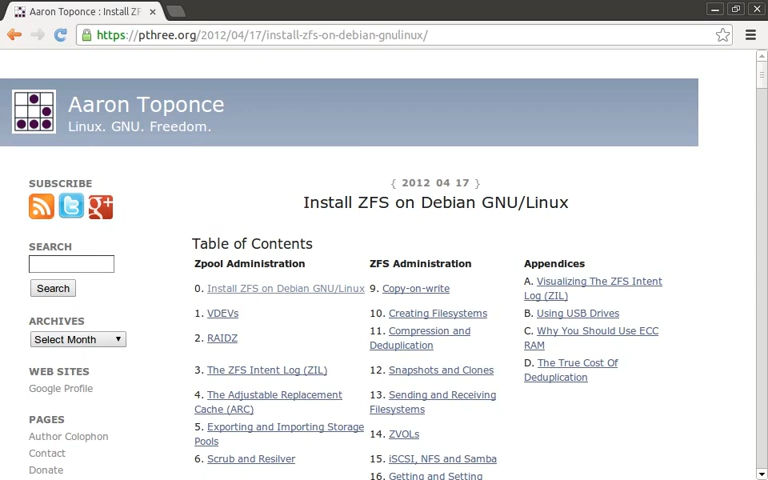 Aaron Toponce : Install ZF
https://pthree.org/2012/04/17/install-zfs-on-debian-gnulinux/
Aaron Toponce
Linux. GNU. Freedom.
SUBSCRIBE
SEARCH
Search
ARCHIVES
Select Month
WEB SITES
Google Profile
PAGES
Author Colophon
Contact
Donate
{ 2012 04 17 }
Install ZFS on Debian GNU/Linux
Table of Contents
Zpool Administration
0. Install ZFS on Debian GNU/Linux
1. VDEVs
2. RAIDZ
3. The ZFS Intent Log (ZIL)
4. The Adjustable Replacement
Cache (ARC)
5. Exporting and Importing Storage
Pools
6. Scrub and Resilver
ZFS Administration
9. Copy-on-write
10. Creating Filesystems
11. Compression and
Deduplication
12. Snapshots and Clones
13. Sending and Receiving
Filesystems
14. ZVOLs
15. iSCSI, NFS and Samba
16. Getting and Setting
Appendices
A. Visualizing The ZFS Intent
Log (ZIL)
B. Using USB Drives
C. Why You Should Use ECC
RAM
D. The True Cost Of
Deduplication